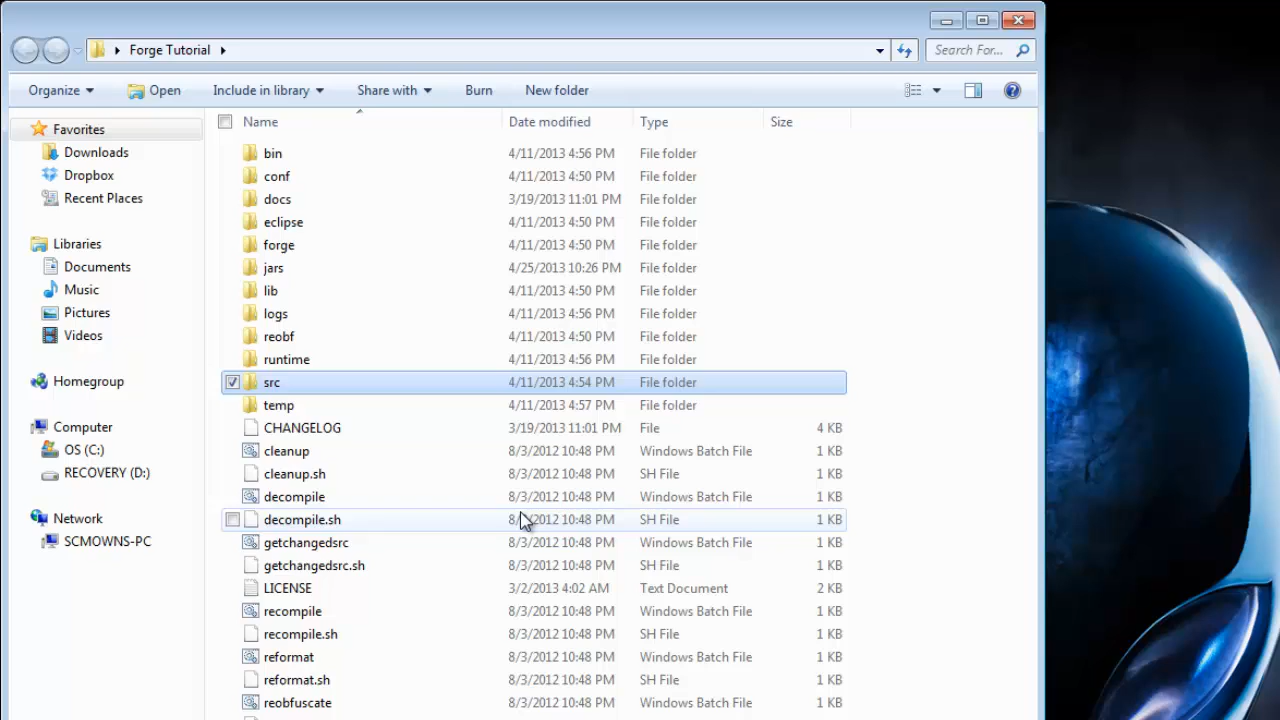 Forge Tutorial
Search For...
Organize Open Include in library Share with Burn New folder
Name Date modified Type Size
Favorites
Downloads
Dropbox
Recent Places
Libraries
Documents
Music
Pictures
Videos
Homegroup
Computer
OS (C:)
RECOVERY (D:)
Network
SCMOWNS-PC
bin 4/11/2013 4:56 PM File folder
conf 4/11/2013 4:50 PM File folder
docs 3/19/2013 11:01 PM File folder
eclipse 4/11/2013 4:50 PM File folder
forge 4/11/2013 4:50 PM File folder
jars 4/25/2013 10:26 PM File folder
lib 4/11/2013 4:50 PM File folder
logs 4/11/2013 4:56 PM File folder
reobf 4/11/2013 4:50 PM File folder
runtime 4/11/2013 4:56 PM File folder
src 4/11/2013 4:54 PM File folder
temp 4/11/2013 4:57 PM File folder
CHANGELOG 3/19/2013 11:01 PM File 4 KB
cleanup 8/3/2012 10:48 PM Windows Batch File 1 KB
cleanup.sh 8/3/2012 10:48 PM SH File 1 KB
decompile 8/3/2012 10:48 PM Windows Batch File 1 KB
decompile.sh 8/3/2012 10:48 PM SH File 1 KB
getchangedsrc 8/3/2012 10:48 PM Windows Batch File 1 KB
getchangedsrc.sh 8/3/2012 10:48 PM SH File 1 KB
LICENSE 3/2/2013 4:02 AM Text Document 2 KB
recompile 8/3/2012 10:48 PM Windows Batch File 1 KB
recompile.sh 8/3/2012 10:48 PM SH File 1 KB
reformat 8/3/2012 10:48 PM Windows Batch File 1 KB
reformat.sh 8/3/2012 10:48 PM SH File 1 KB
reobfuscate 8/3/2012 10:48 PM Windows Batch File 1 KB